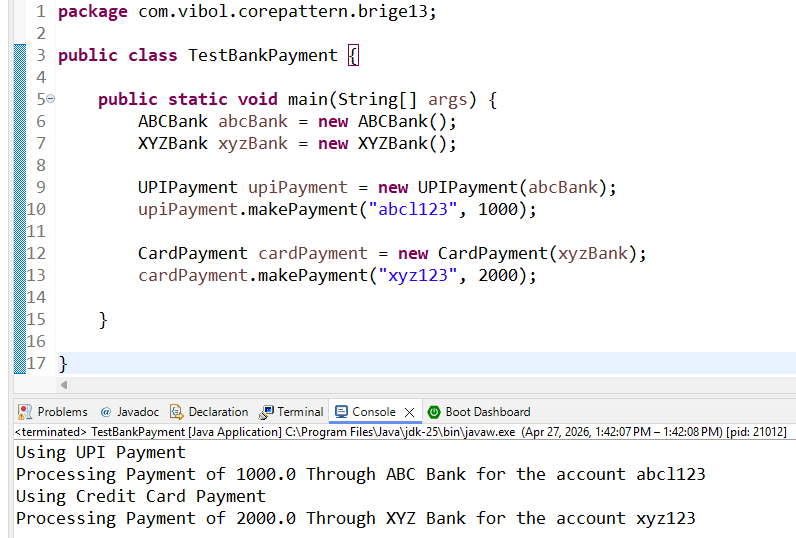 1 package com.vibol.corepattern.brige13;
2
3 public class TestBankPayment {
4
5 public static void main(String[] args) {
6 ABCBank abcBank = new ABCBank();
7 XYZBank xyzBank = new XYZBank();
8
9 UPIPayment upiPayment = new UPIPayment(abcBank);
10 upiPayment.makePayment("abcl123", 1000);
11
12 CardPayment cardPayment = new CardPayment(xyzBank);
13 cardPayment.makePayment("xyz123", 2000);
14
15 }
16
17 }
Problems @ Javadoc Declaration Terminal Console Boot Dashboard
<terminated> TestBankPayment [Java Application] C:\Program Files\Java\jdk-25\bin\javaw.exe (Apr 27, 2026, 1:42:07 PM – 1:42:08 PM) [pid: 21012]
Using UPI Payment
Processing Payment of 1000.0 Through ABC Bank for the account abcl123
Using Credit Card Payment
Processing Payment of 2000.0 Through XYZ Bank for the account xyz123